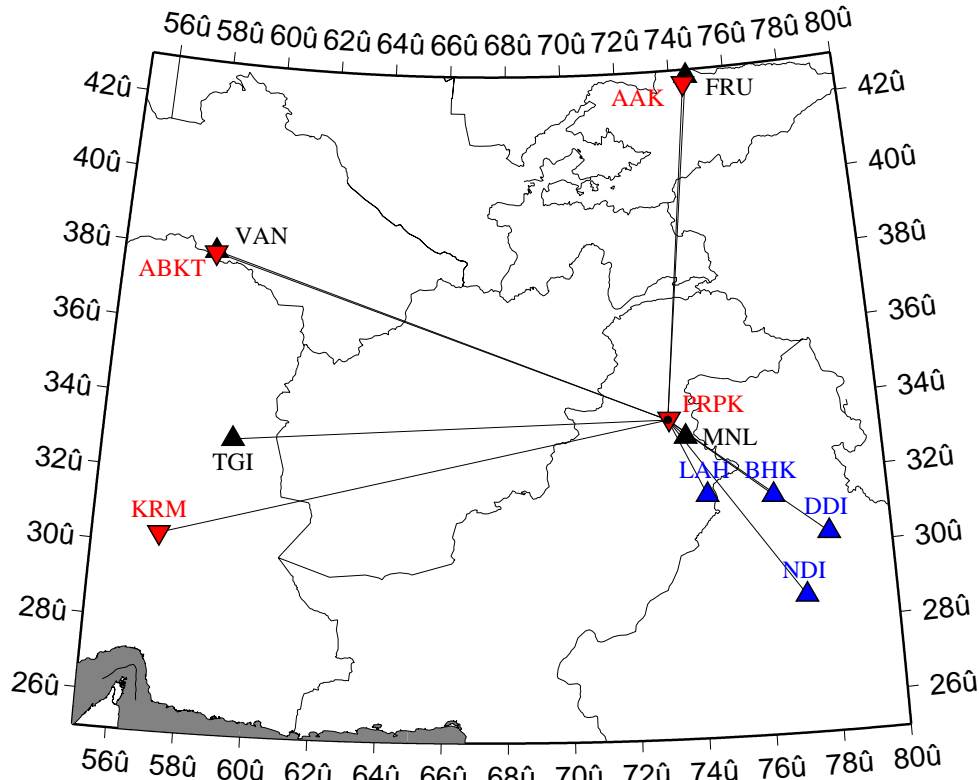 56û 58û 60û 62û 64û 66û 68û 70û 72û 74û 76û 78û 80û
42û 42û
AAK FRU
40û 40û
38û VAN 38û
ABKT
36û 36û
34û 34û
PRPK
MNL
32û TGI LAH BHK 32û
KRM DDI
30û 30û
NDI
28û 28û
26û 26û
56û 58û 60û 62û 64û 66û 68û 70û 72û 74û 76û 78û 80û